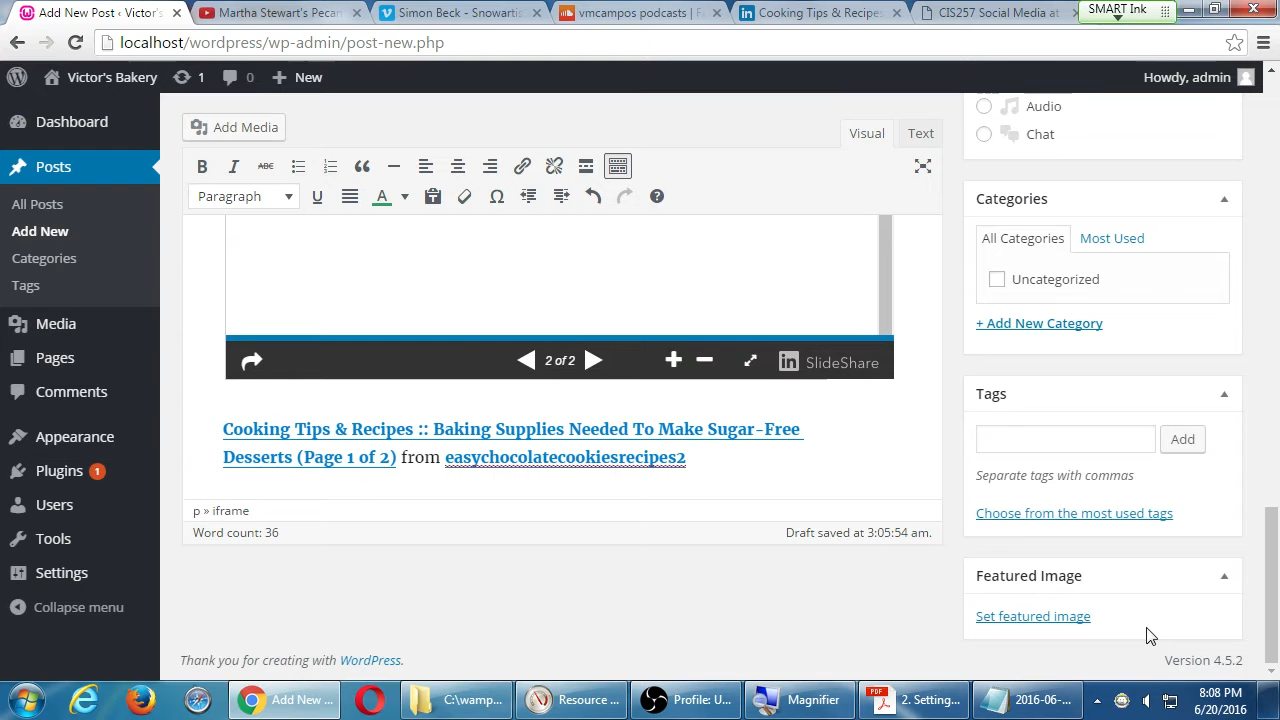 Add New Post ‹ Victor's
Martha Stewart's Pecan
Simon Beck - Snowartis
vmcampos podcasts | F
Cooking Tips & Recipes
CIS257 Social Media at
SMART Ink
localhost/wordpress/wp-admin/post-new.php
Victor's Bakery
1
0
New
Howdy, admin
Dashboard
Posts
All Posts
Add New
Categories
Tags
Media
Pages
Comments
Appearance
Plugins 1
Users
Tools
Settings
Collapse menu
Add Media
Visual
Text
B I ABC
Paragraph
U
A
Ω
2 of 2
in SlideShare
Cooking Tips & Recipes :: Baking Supplies Needed To Make Sugar-Free
Desserts (Page 1 of 2) from easychocolatecookiesrecipes2
p » iframe
Word count: 36
Draft saved at 3:05:54 am.
Audio
Chat
Categories
All Categories
Most Used
Uncategorized
+ Add New Category
Tags
Add
Separate tags with commas
Choose from the most used tags
Featured Image
Set featured image
Thank you for creating with WordPress.
Version 4.5.2
Add New ...
C:\wamp...
Resource ...
Profile: U...
Magnifier
PDF
2. Setting...
2016-06-...
8:08 PM
6/20/2016